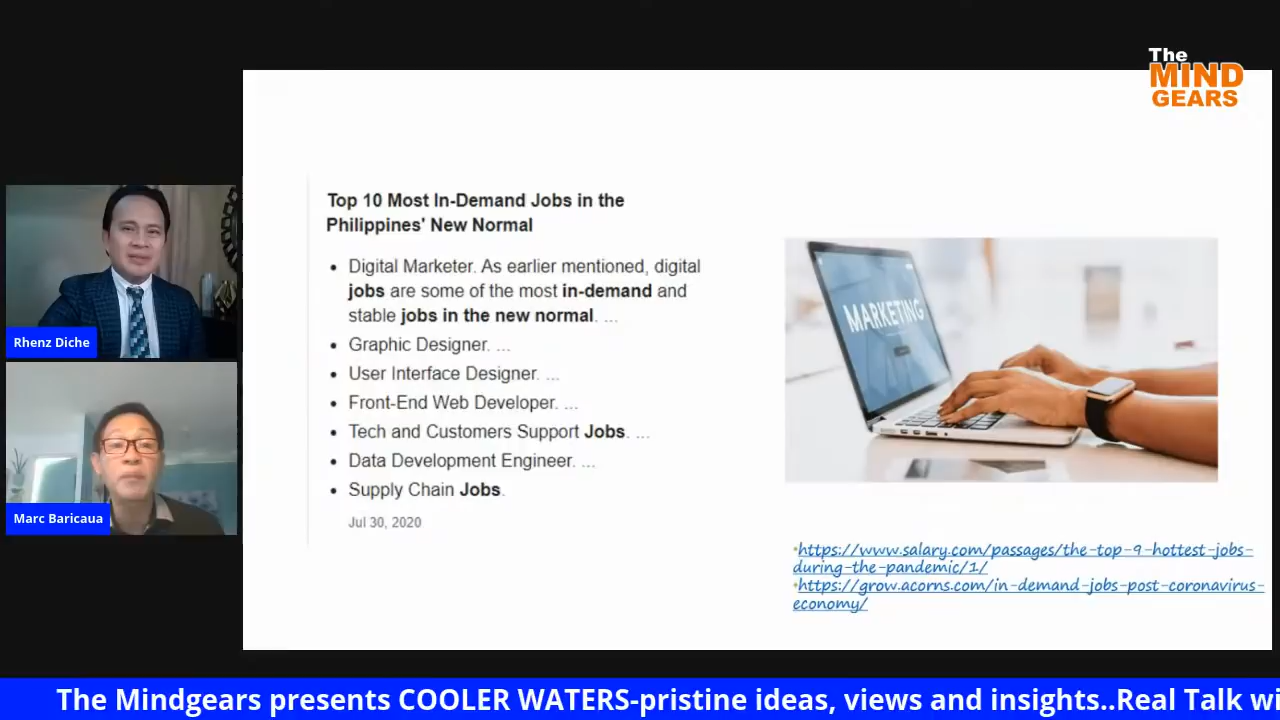 The
MIND
GEARS
Top 10 Most In-Demand Jobs in the
Philippines' New Normal
• Digital Marketer. As earlier mentioned, digital
jobs are some of the most in-demand and
stable jobs in the new normal. ...
• Graphic Designer. ...
• User Interface Designer. ...
• Front-End Web Developer. ...
• Tech and Customers Support Jobs. ...
• Data Development Engineer. ...
• Supply Chain Jobs.
Jul 30, 2020
MARKETING
•https://www.salary.com/passages/the-top-9-hottest-jobs-
during-the-pandemic/1/
•https://grow.acorns.com/in-demand-jobs-post-coronavirus-
economy/
Rhenz Diche
Marc Baricaua
The Mindgears presents COOLER WATERS-pristine ideas, views and insights..Real Talk wi